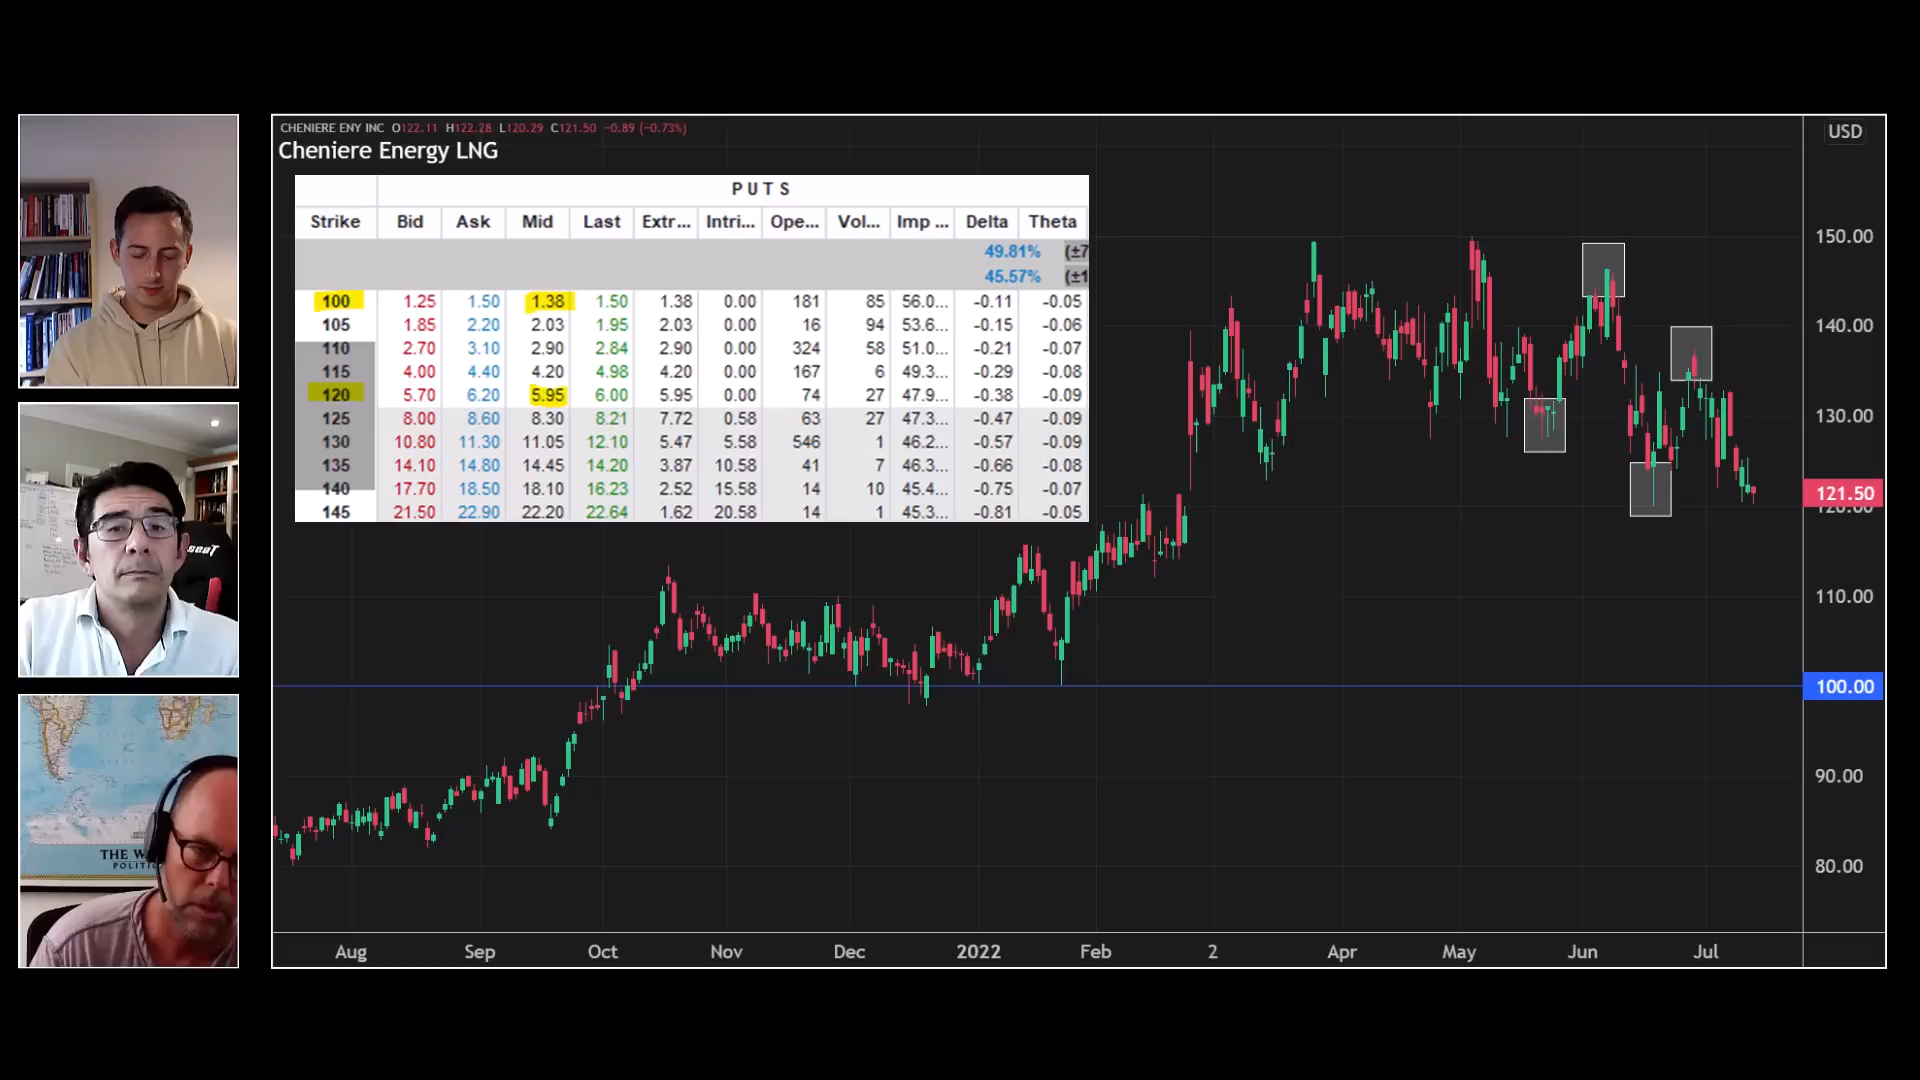 CHENIERE ENY INC O122.11 H122.28 L120.29 C121.50 −0.89 (−0.73%)
Cheniere Energy LNG
USD
PUTS
Strike Bid Ask Mid Last Extr... Intri... Ope... Vol... Imp ... Delta Theta
49.81% (±7
45.57% (±1
100 1.25 1.50 1.38 1.50 1.38 0.00 181 85 56.0... -0.11 -0.05
105 1.85 2.20 2.03 1.95 2.03 0.00 16 94 53.6... -0.15 -0.06
110 2.70 3.10 2.90 2.84 2.90 0.00 324 58 51.0... -0.21 -0.07
115 4.00 4.40 4.20 4.98 4.20 0.00 167 6 49.3... -0.29 -0.08
120 5.70 6.20 5.95 6.00 5.95 0.00 74 27 47.9... -0.38 -0.09
125 8.00 8.60 8.30 8.21 7.72 0.58 63 27 47.3... -0.47 -0.09
130 10.80 11.30 11.05 12.10 5.47 5.58 546 1 46.2... -0.57 -0.09
135 14.10 14.80 14.45 14.20 3.87 10.58 41 7 46.3... -0.66 -0.08
140 17.70 18.50 18.10 16.23 2.52 15.58 14 10 45.4... -0.75 -0.07
145 21.50 22.90 22.20 22.64 1.62 20.58 14 1 45.3... -0.81 -0.05
150.00
140.00
130.00
121.50
120.00
110.00
100.00
90.00
80.00
Aug Sep Oct Nov Dec 2022 Feb 2 Apr May Jun Jul
THE W
POLITIC